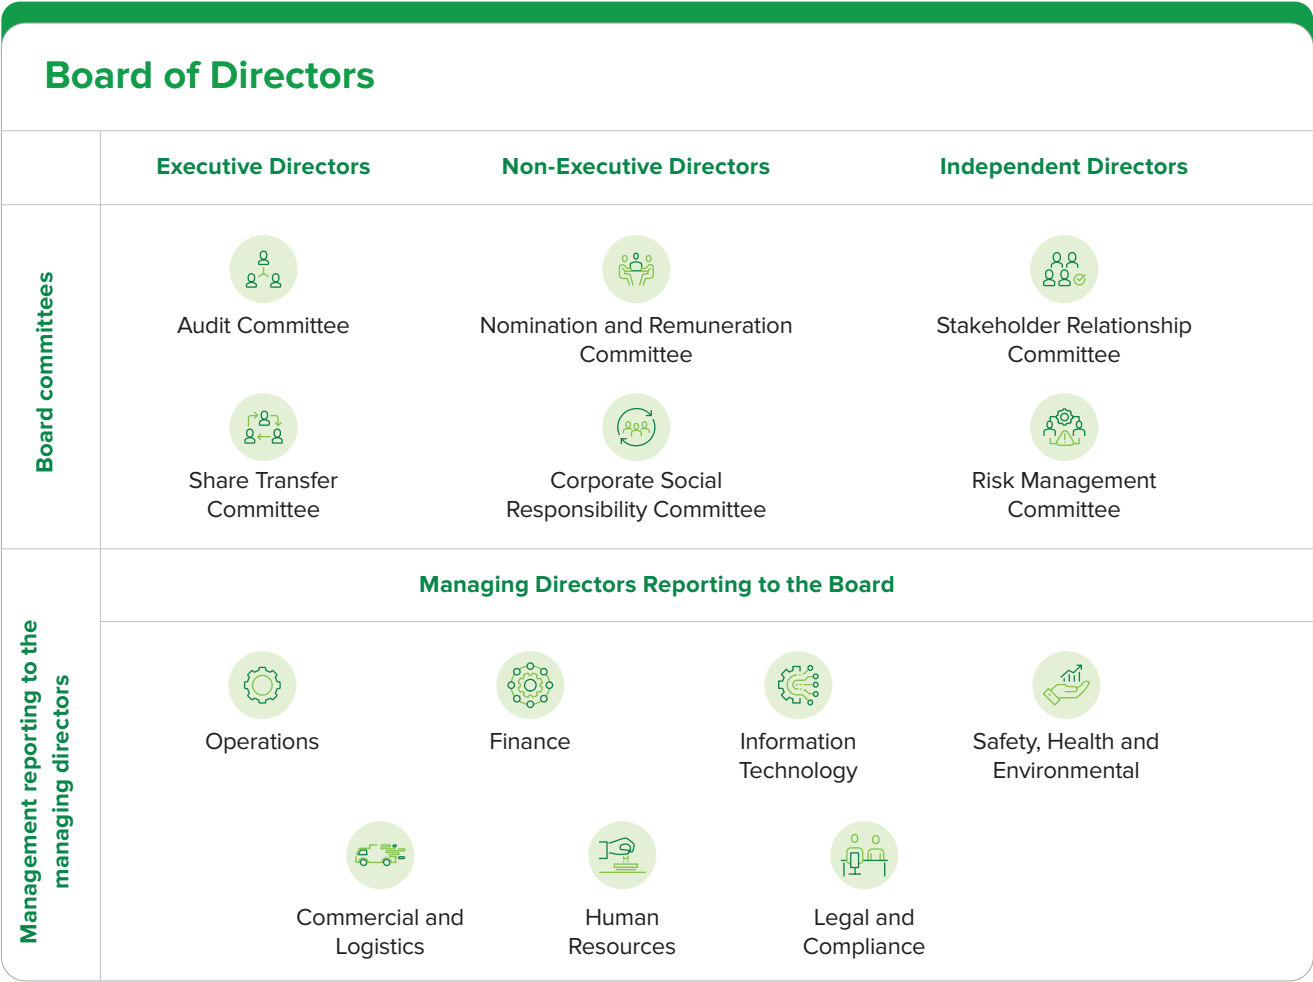 Board of Directors
Executive Directors
Non-Executive Directors
Independent Directors
Board committees
Audit Committee
Nomination and Remuneration
Committee
Stakeholder Relationship
Committee
Share Transfer
Committee
Corporate Social
Responsibility Committee
Risk Management
Committee
Management reporting to the
managing directors
Managing Directors Reporting to the Board
Operations
Finance
Information
Technology
Safety, Health and
Environmental
Commercial and
Logistics
Human
Resources
Legal and
Compliance